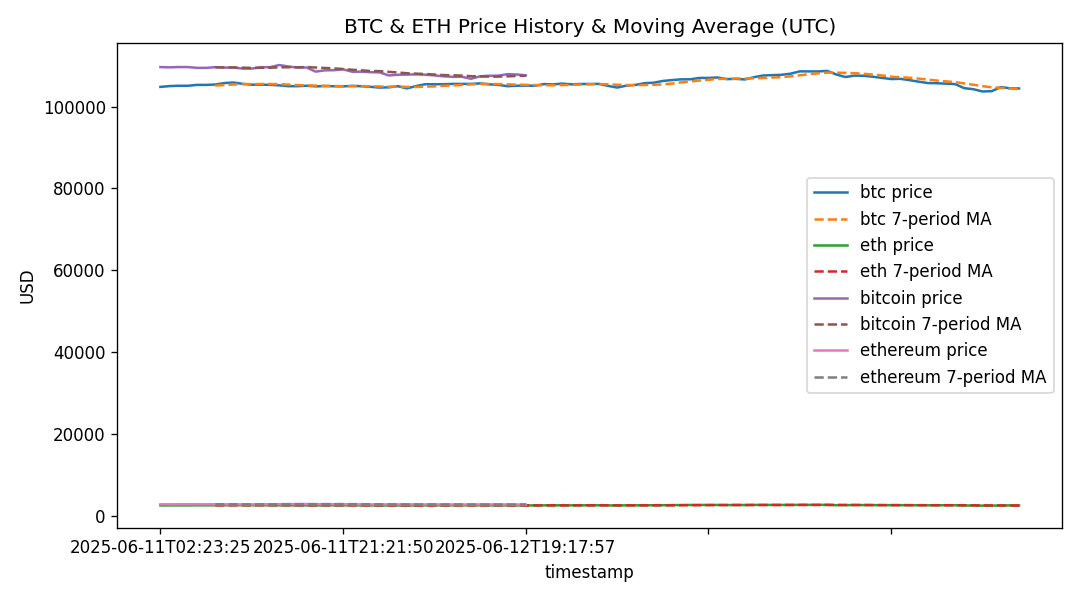 BTC & ETH Price History & Moving Average (UTC)
USD
100000
80000
60000
40000
20000
0
btc price
btc 7-period MA
eth price
eth 7-period MA
bitcoin price
bitcoin 7-period MA
ethereum price
ethereum 7-period MA
2025-06-11T02:23:25 2025-06-11T21:21:50 2025-06-12T19:17:57
timestamp